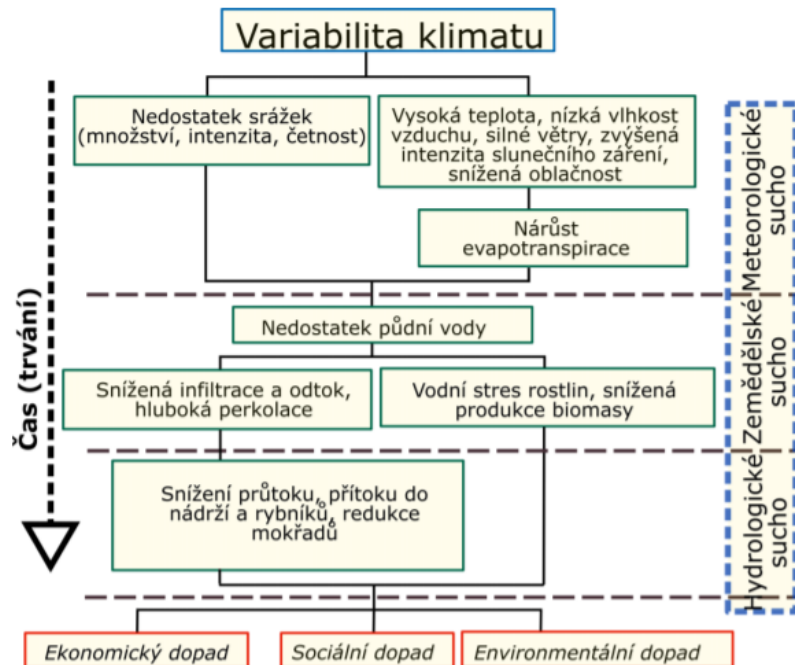 Variabilita klimatu
Nedostatek srážek
(množství, intenzita, četnost)
Vysoká teplota, nízká vlhkost
vzduchu, silné větry, zvýšená
intenzita slunečního záření,
snížená oblačnost
Nárůst
evapotranspirace
Nedostatek půdní vody
Snížená infiltrace a odtok,
hluboká perkolace
Vodní stres rostlin, snížená
produkce biomasy
Snížení průtoku, přítoku do
nádrží a rybníků, redukce
mokřadů
Ekonomický dopad
Sociální dopad
Environmentální dopad
Čas (trvání)
Meteorologické
sucho
Zemědělské
sucho
Hydrologické
sucho